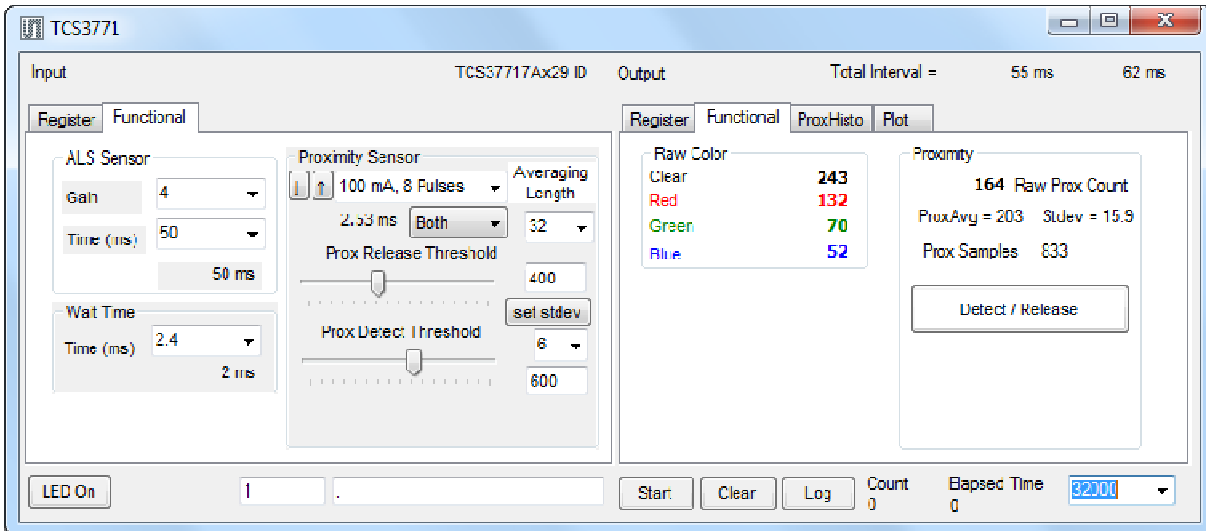 TCS3771
Input
TCS37717Ax29 ID
Register
Functional
ALS Sensor
Gain
4
Time (ms)
50
50 ms
Wait Time
Time (ms)
2.4
2 ms
Proximity Sensor
100 mA, 8 Pulses
Averaging
Length
2.53 ms
Both
32
Prox Release Threshold
400
set stdev
Prox Detect Threshold
6
600
LED On
1
.
Output
Total Interval =
55 ms
62 ms
Register
Functional
ProxHisto
Plot
Raw Color
Clear
243
Red
132
Green
70
Blue
52
Proximity
164 Raw Prox Count
ProxAvg = 203
Stdev = 15.9
Prox Samples
833
Detect / Release
Start
Clear
Log
Count
0
Elapsed Time
0
32000